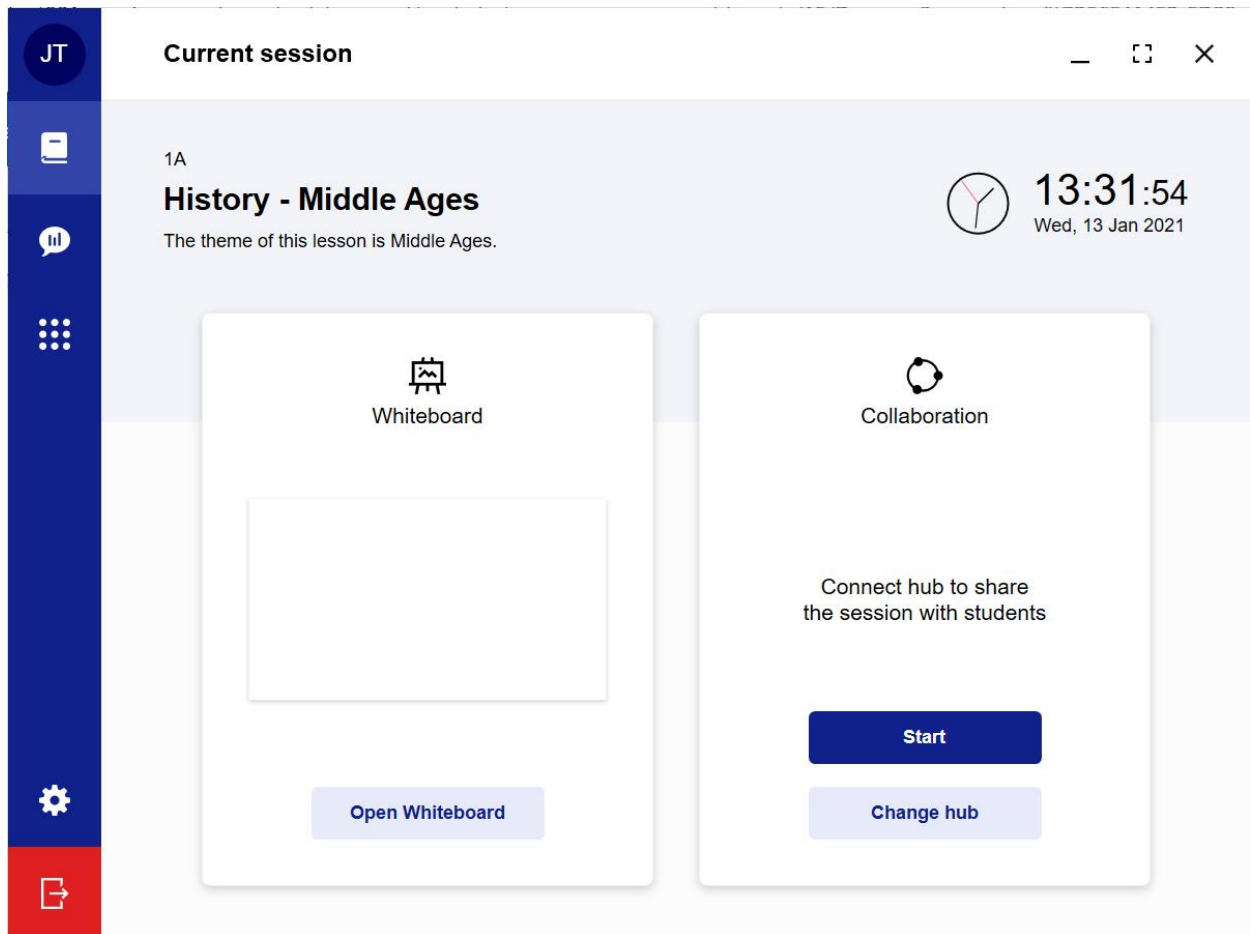 JT
Current session
1A
History - Middle Ages
The theme of this lesson is Middle Ages.
13:31:54
Wed, 13 Jan 2021
Whiteboard
Open Whiteboard
Collaboration
Connect hub to share
the session with students
Start
Change hub